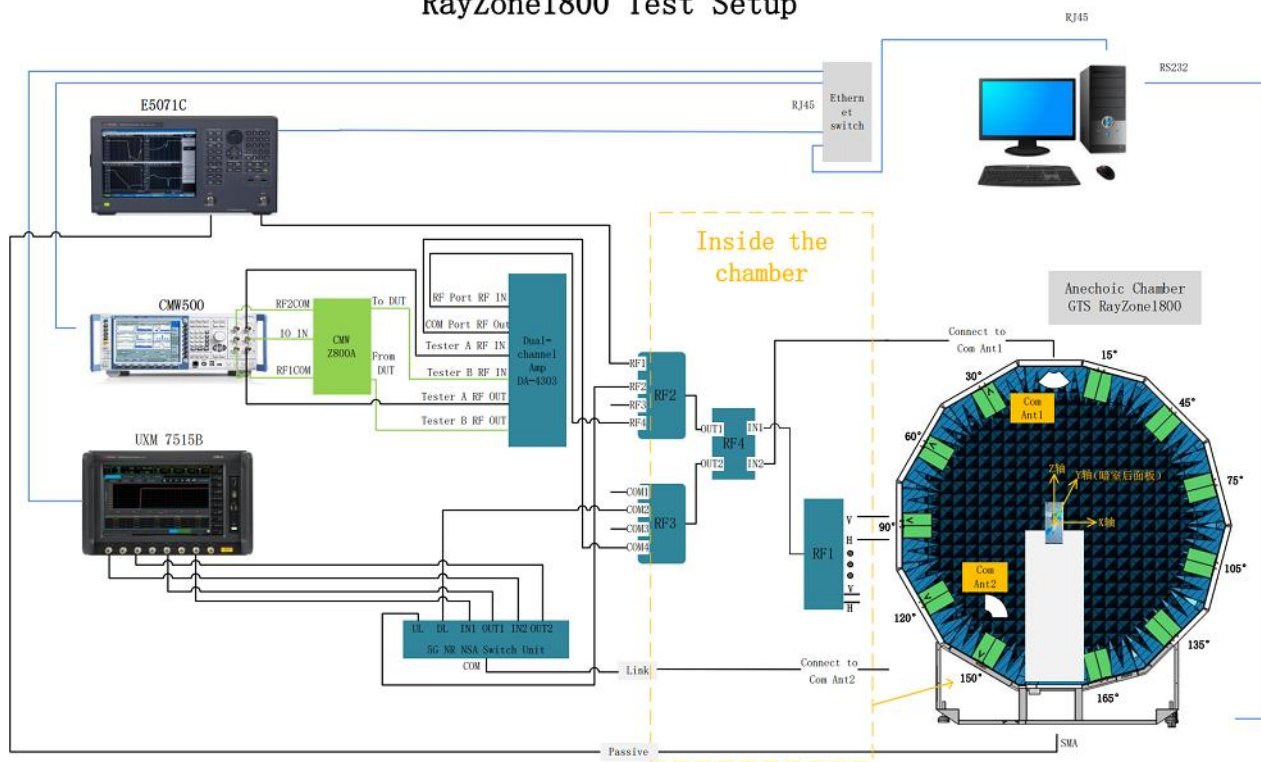 RayZone1800 Test Setup
RJ45
RS232
E5071C
RJ45
Ethern
et
switch
Inside the
chamber
Anechoic Chamber
GTS RayZone1800
CMW500
RF2COM
IO IN
RF1COM
CMW
Z800A
To DUT
From
DUT
RF Port RF IN
COM Port RF Out
Tester A RF IN
Tester B RF IN
Tester A RF OUT
Tester B RF OUT
Dual-
channel
Amp
DA-4303
RF1
RF2
RF3
RF4
RF2
OUT1
OUT2
RF4
IN1
IN2
COM1
COM2
COM3
COM4
RF3
RF1
V
H
V
H
Connect to
Com Ant1
15°
30°
45°
60°
75°
90°
105°
120°
135°
150°
165°
Com
Ant1
Z轴
Y轴(暗室后面板)
X轴
Com
Ant2
UXM 7515B
UL DL IN1 OUT1 IN2 OUT2
5G NR NSA Switch Unit
COM
Link
Connect to
Com Ant2
SMA
Passive